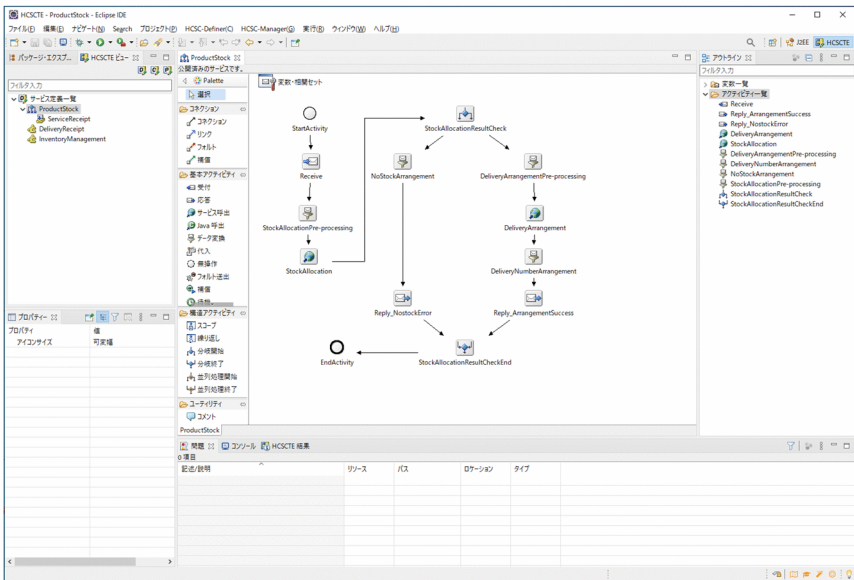 HCSCTE - ProductStock - Eclipse IDE
ファイル(F) 編集(E) ナビゲート(N) Search プロジェクト(P) HCSC-Definer(C) HCSC-Manager(G) 実行(R) ウィンドウ(W) ヘルプ(H)
J2EE HCSCTE
パッケージ・エクスプ... HCSCTE ビュー
フィルタ入力
サービス定義一覧
ProductStock
ServiceReceipt
DeliveryReceipt
InventoryManagement
プロパティー
プロパティ 値
アイコンサイズ 可変幅
ProductStock
公開済みのサービスです。
Palette
選択
コネクション
コネクション
リンク
フォルト
補償
基本アクティビティ
受付
応答
サービス呼出
Java 呼出
データ変換
代入
無操作
フォルト送出
補償
待機
構造アクティビティ
スコープ
繰り返し
分岐開始
分岐終了
並列処理開始
並列処理終了
ユーティリティ
コメント
ProductStock
変数・相関セット
StartActivity
Receive
StockAllocationPre-processing
StockAllocation
StockAllocationResultCheck
NoStockArrangement
DeliveryArrangementPre-processing
DeliveryArrangement
DeliveryNumberArrangement
Reply_NostockError
Reply_ArrangementSuccess
EndActivity
StockAllocationResultCheckEnd
アウトライン
フィルタ入力
変数一覧
アクティビティ一覧
Receive
Reply_ArrangementSuccess
Reply_NostockError
DeliveryArrangement
StockAllocation
DeliveryArrangementPre-processing
DeliveryNumberArrangement
NoStockArrangement
StockAllocationPre-processing
StockAllocationResultCheck
StockAllocationResultCheckEnd
問題 コンソール HCSCTE 結果
0 項目
記述/説明 リソース パス ロケーション タイプ